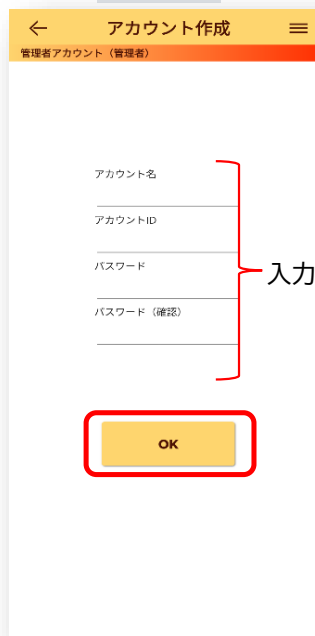 アカウント作成
管理者アカウント（管理者）
アカウント名
アカウントID
パスワード
パスワード（確認）
入力
OK